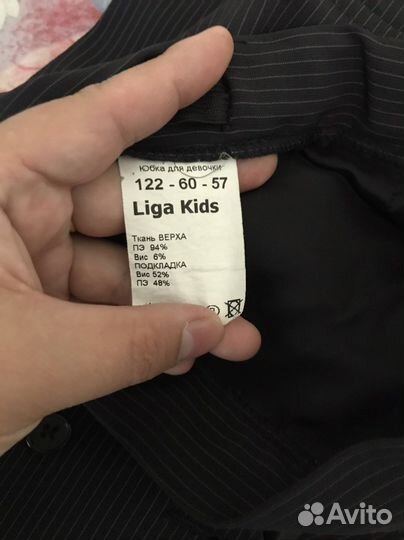 Юбка для девочки
122 - 60 - 57
Liga Kids
Ткань ВЕРХА
ПЭ 94%
Вис 6%
ПОДКЛАДКА
Вис 52%
ПЭ 48%
P
Avito